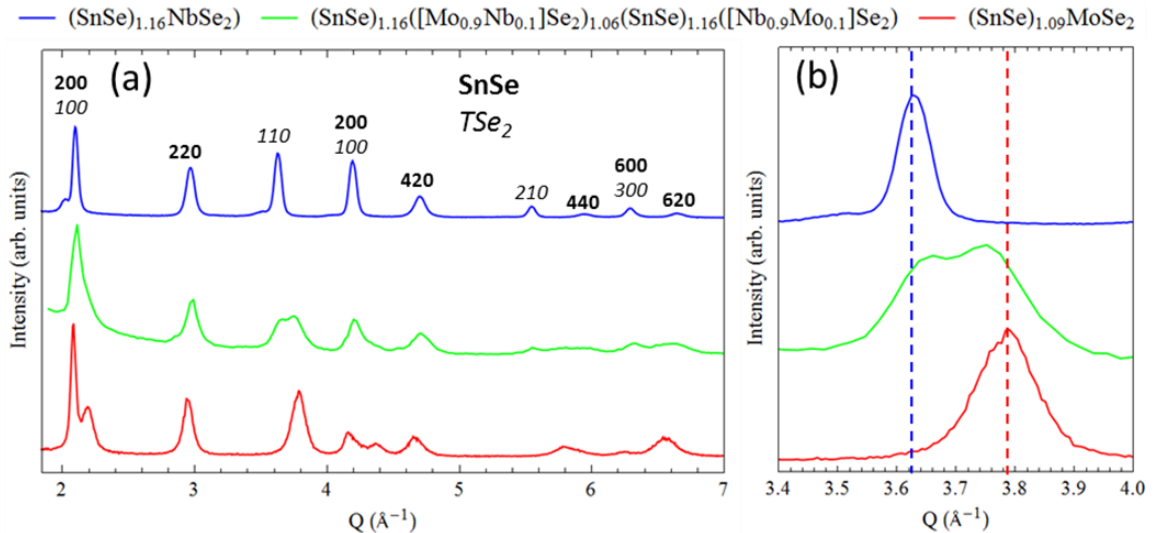 (SnSe)1.16NbSe2) (SnSe)1.16([Mo0.9Nb0.1]Se2)1.06(SnSe)1.16([Nb0.9Mo0.1]Se2) (SnSe)1.09MoSe2
(a)
SnSe
TSe2
200
100
220
110
200
100
420
210
440
600
300
620
Intensity (arb. units)
2 3 4 5 6 7
Q (Å−1)
(b)
Intensity (arb. units)
3.4 3.5 3.6 3.7 3.8 3.9 4.0
Q (Å−1)